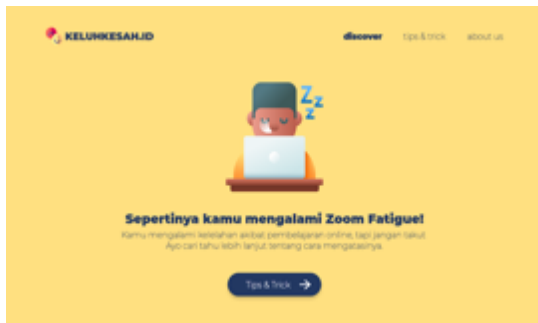 KELUHKESAH.ID
discover tips & trick about us
Zzz
Sepertinya kamu mengalami Zoom Fatigue!
Kamu mengalami kelelahan akibat pembelajaran online, tapi jangan takut
Ayo cari tahu lebih lanjut tentang cara mengatasinya.
Tips & Trick